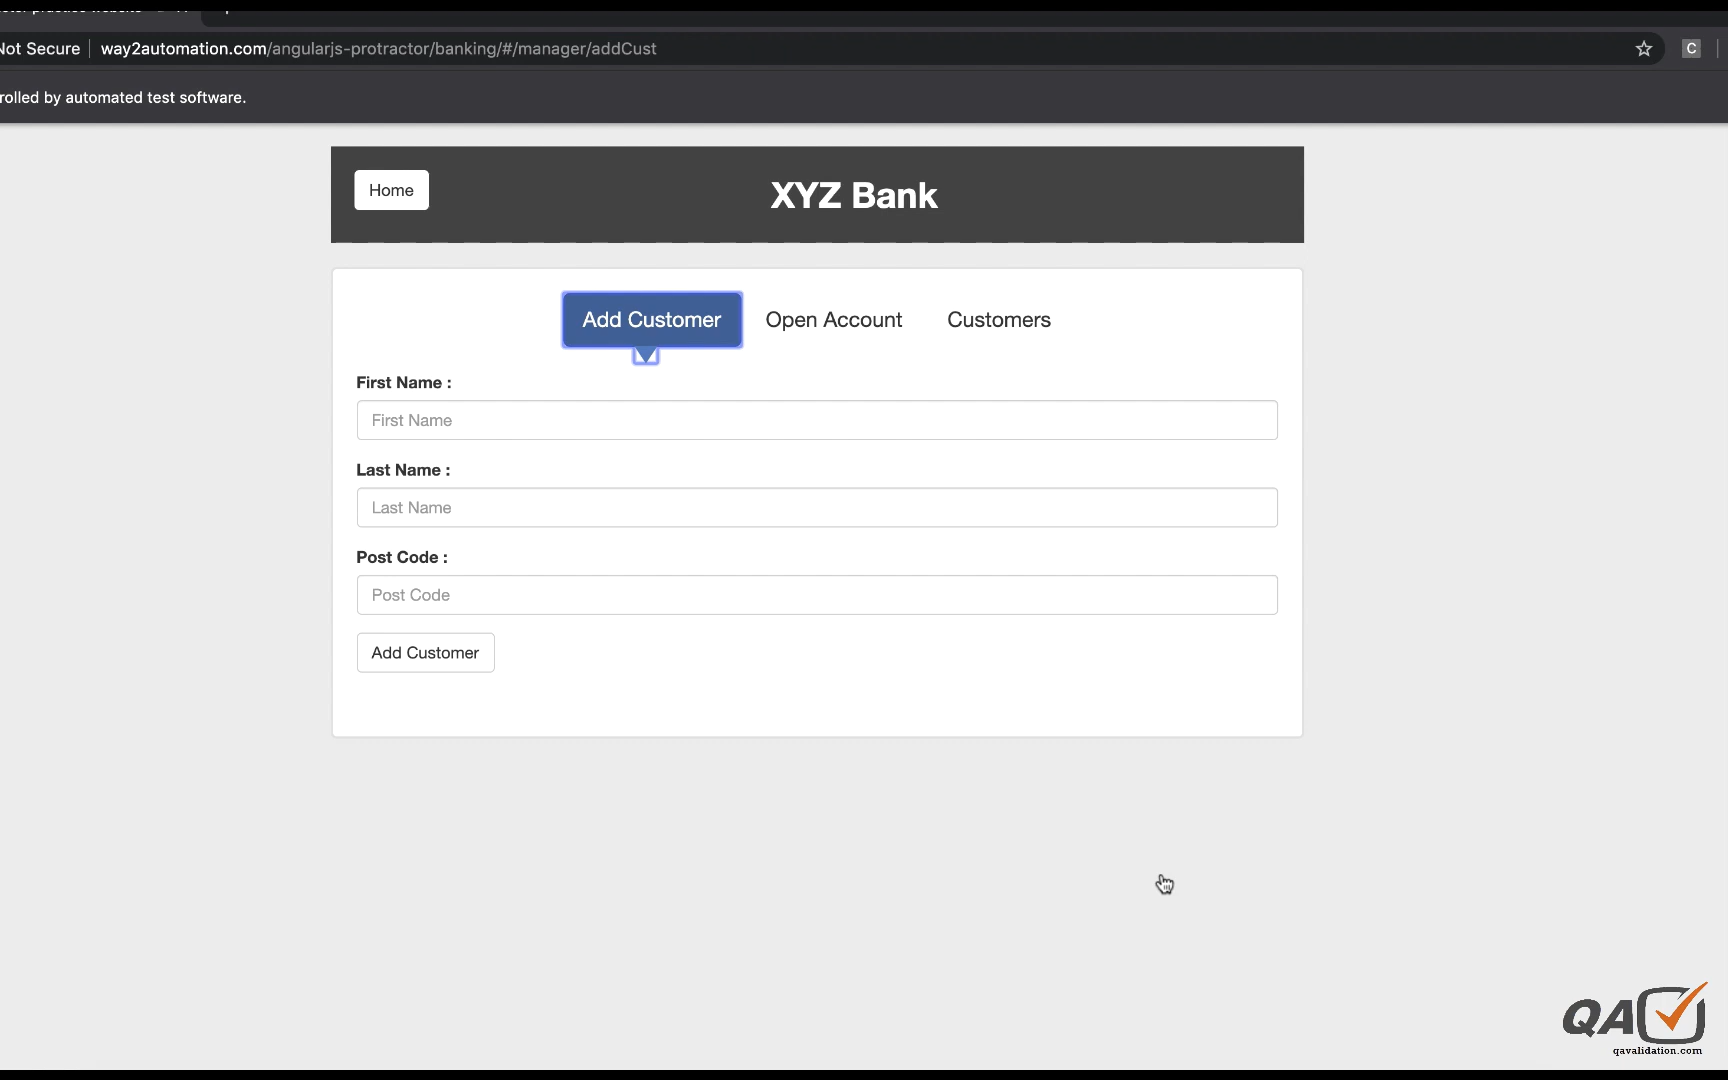 Not Secure way2automation.com/angularjs-protractor/banking/#/manager/addCust C
rolled by automated test software.
Home XYZ Bank
Add Customer Open Account Customers
First Name :
First Name
Last Name :
Last Name
Post Code :
Post Code
Add Customer
QA
qavalidation.com